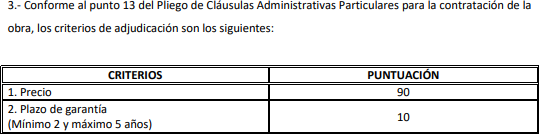 3.- Conforme al punto 13 del Pliego de Cláusulas Administrativas Particulares para la contratación de la
obra, los criterios de adjudicación son los siguientes:
CRITERIOS PUNTUACIÓN
1. Precio 90
2. Plazo de garantía
(Mínimo 2 y máximo 5 años) 10